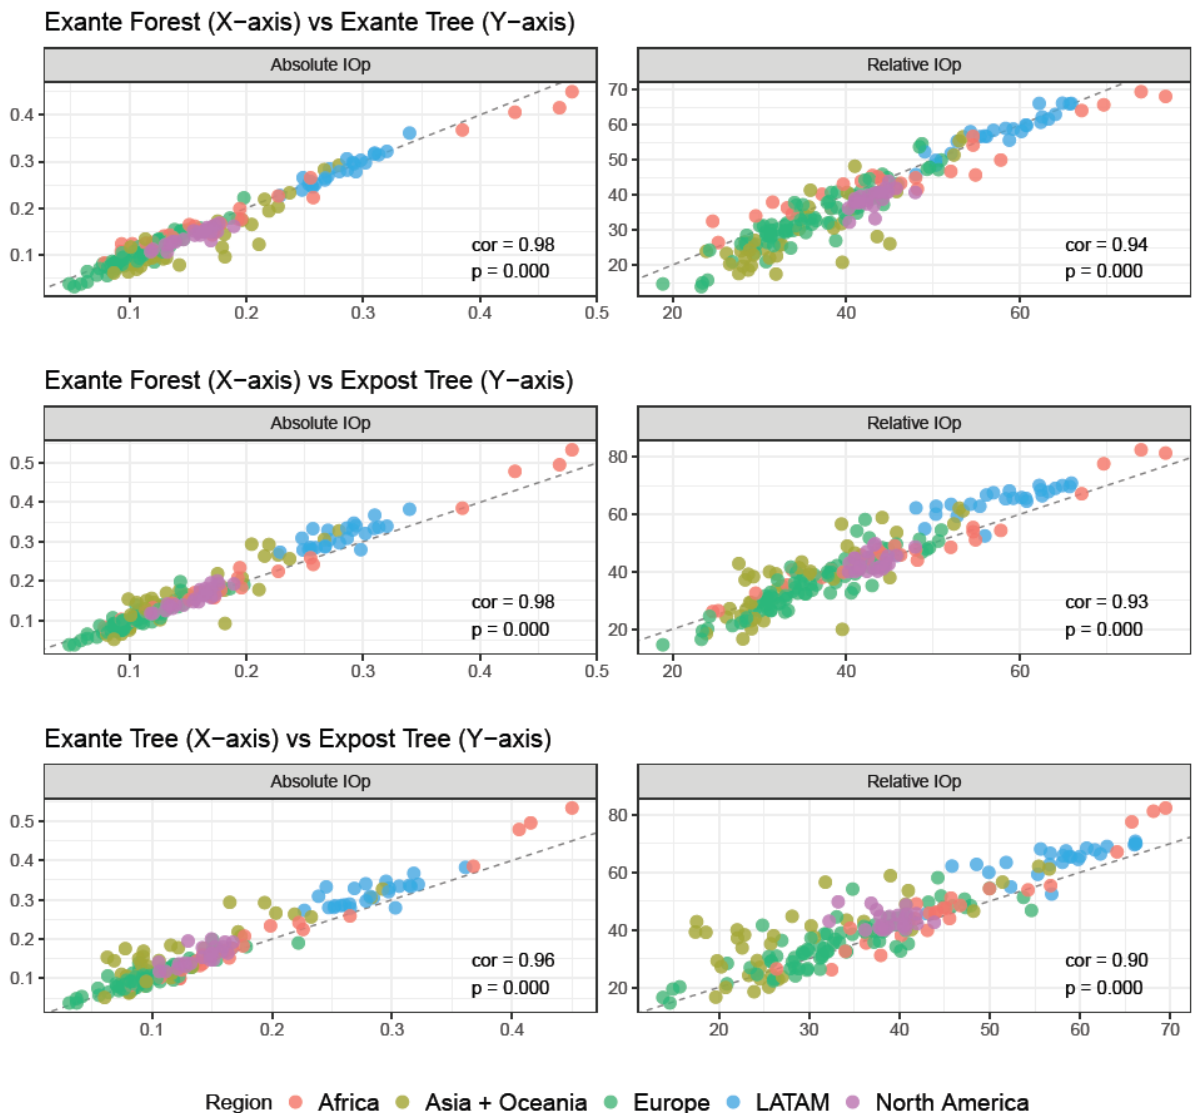 Exante Forest (X−axis) vs Exante Tree (Y−axis)
Absolute IOp
Relative IOp
0.4
0.3
0.2
0.1
cor = 0.98
p = 0.000
0.1 0.2 0.3 0.4 0.5
70
60
50
40
30
20
cor = 0.94
p = 0.000
20 40 60
Exante Forest (X−axis) vs Expost Tree (Y−axis)
Absolute IOp
Relative IOp
0.5
0.4
0.3
0.2
0.1
cor = 0.98
p = 0.000
0.1 0.2 0.3 0.4 0.5
80
60
40
20
cor = 0.93
p = 0.000
20 40 60
Exante Tree (X−axis) vs Expost Tree (Y−axis)
Absolute IOp
Relative IOp
0.5
0.4
0.3
0.2
0.1
cor = 0.96
p = 0.000
0.1 0.2 0.3 0.4
80
60
40
20
cor = 0.90
p = 0.000
20 30 40 50 60 70
Region Africa Asia + Oceania Europe LATAM North America